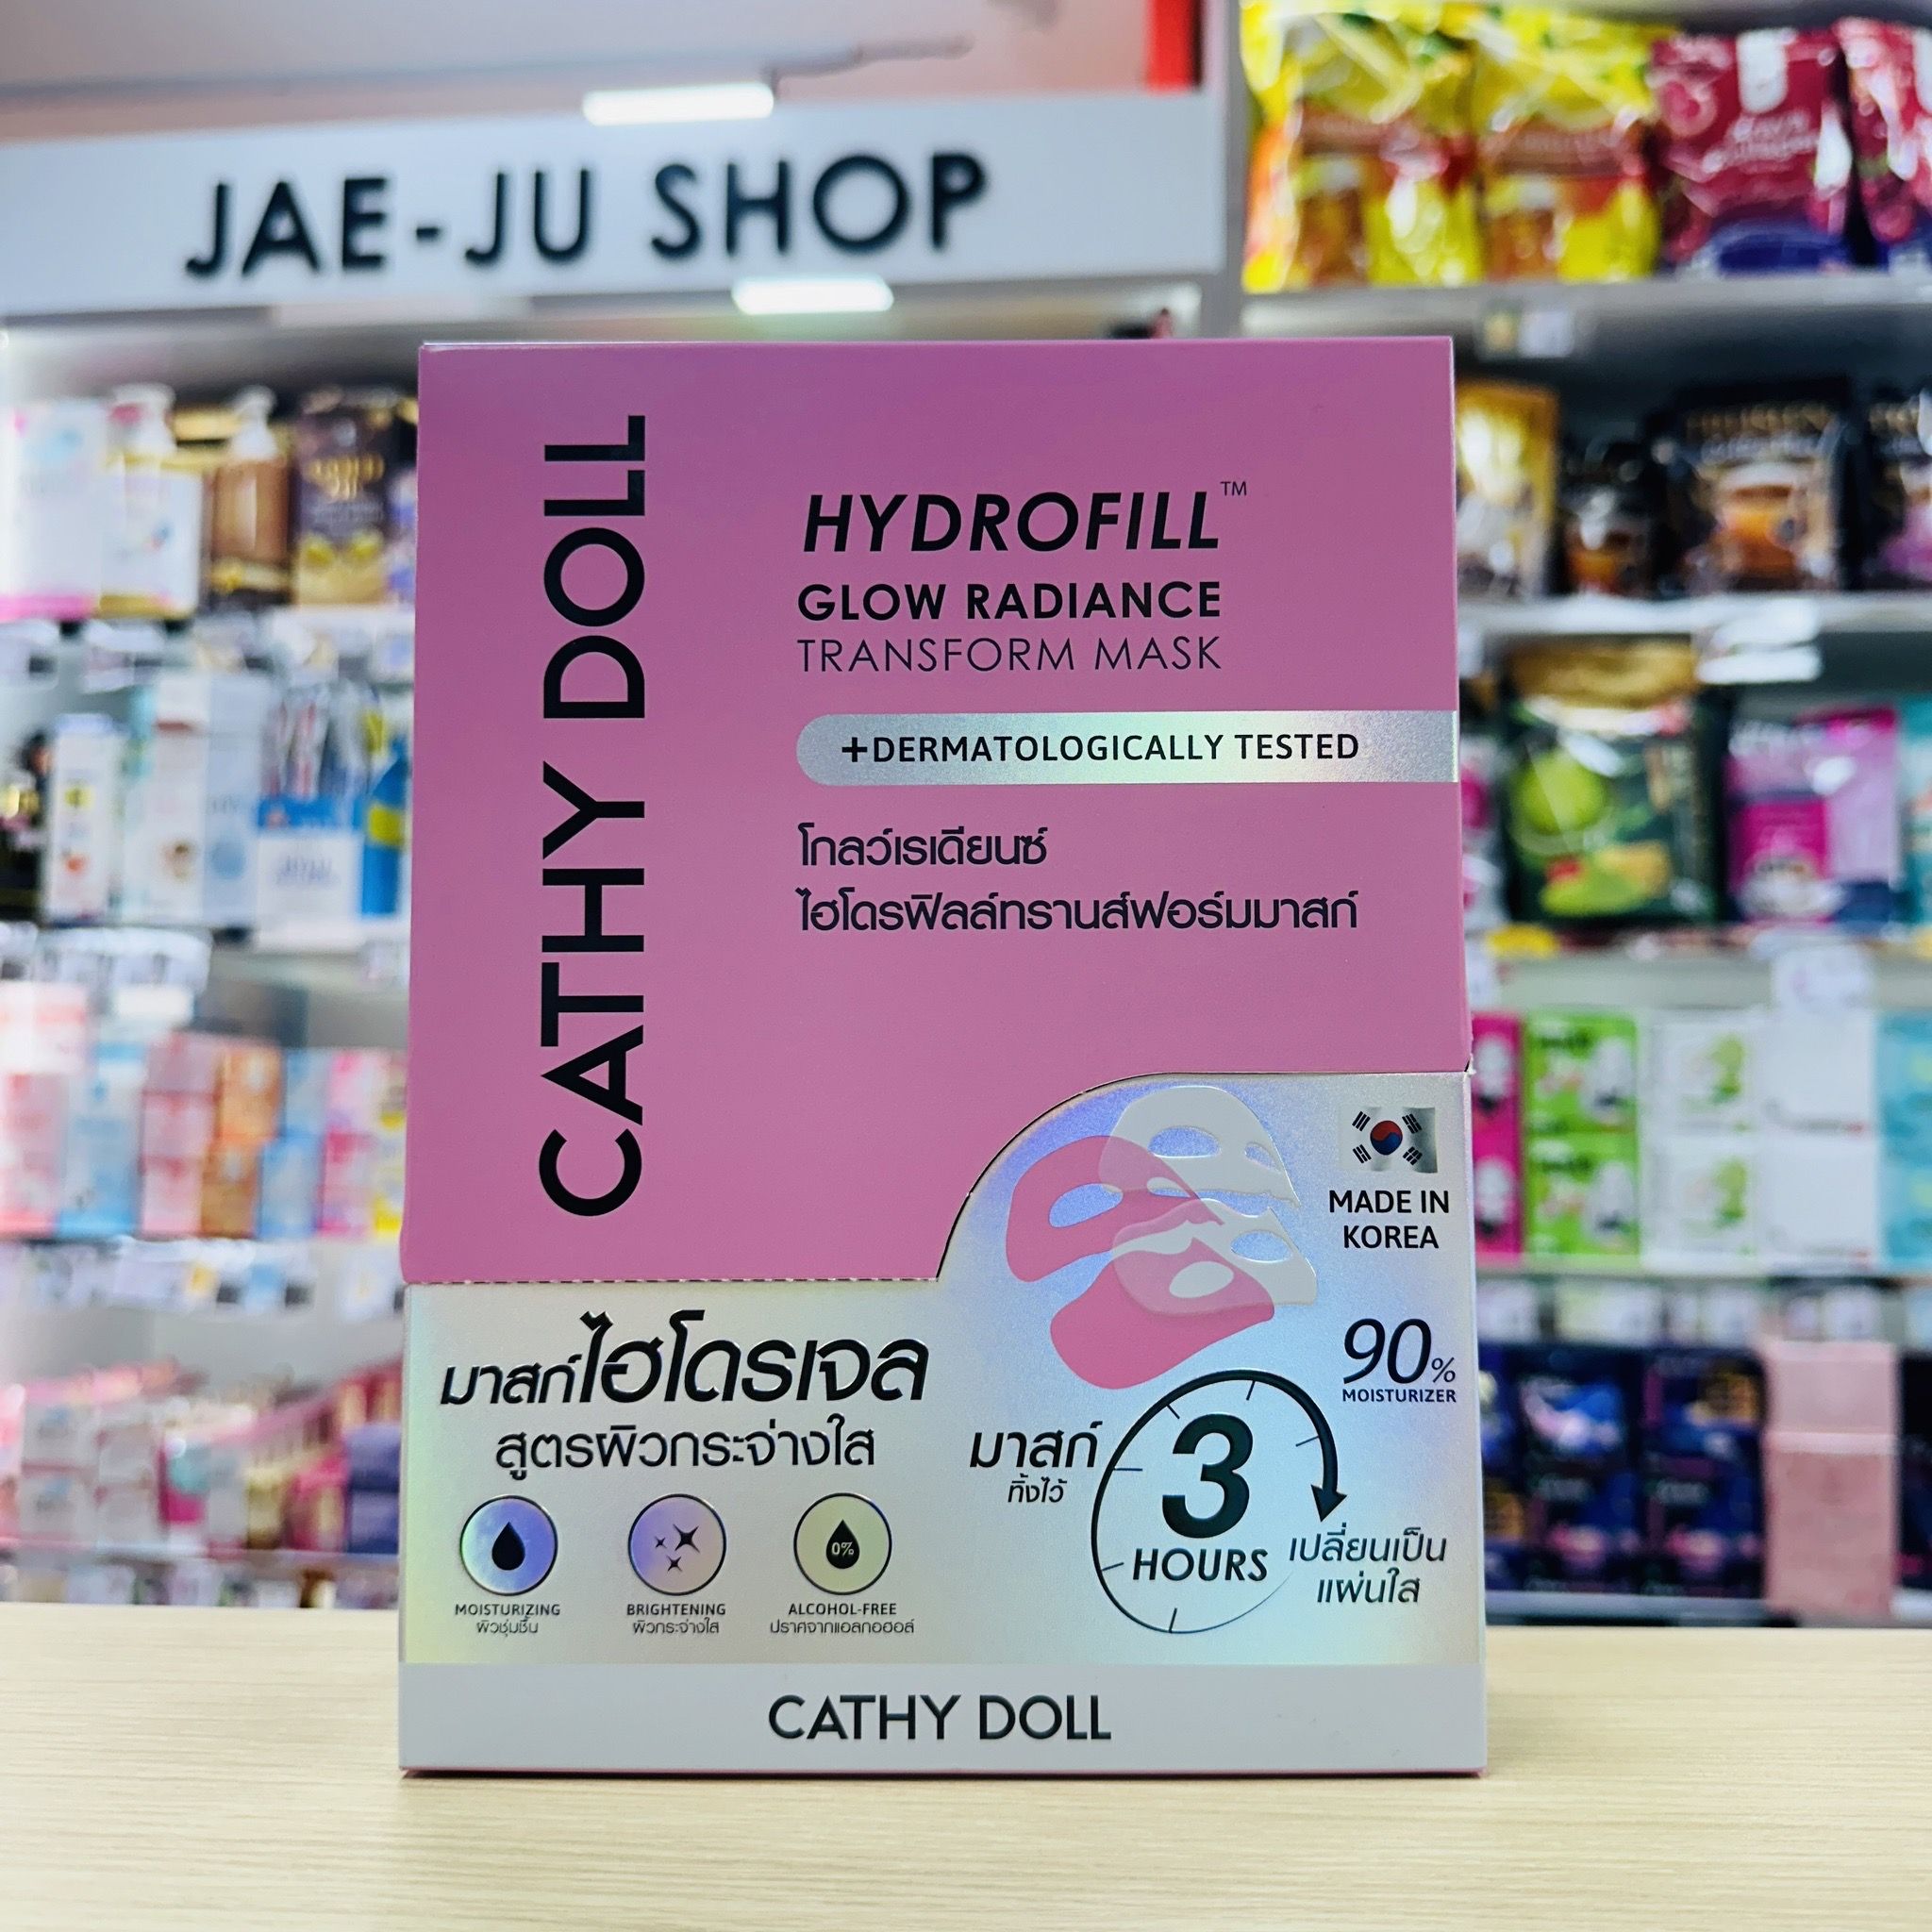 JAE-JU SHOP
CATHY DOLL
HYDROFILL™
GLOW RADIANCE
TRANSFORM MASK
+DERMATOLOGICALLY TESTED
โกลว์เรเดียนซ์
ไฮโดรฟิลล์ทรานส์ฟอร์มมาสก์
MADE IN
KOREA
90%
MOISTURIZER
มาสก์ไฮโดรเจล
สูตรผิวกระจ่างใส
มาสก์
ทิ้งไว้
3
HOURS
เปลี่ยนเป็น
แผ่นใส
0%
MOISTURIZING
ผิวชุ่มชื้น
BRIGHTENING
ผิวกระจ่างใส
ALCOHOL-FREE
ปราศจากแอลกอฮอล์
CATHY DOLL